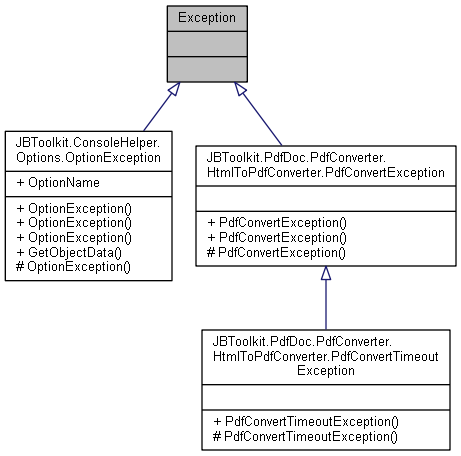 Exception
JBToolkit.ConsoleHelper.
Options.OptionException
+ OptionName
+ OptionException()
+ OptionException()
+ OptionException()
+ GetObjectData()
# OptionException()
JBToolkit.PdfDoc.PdfConverter.
HtmlToPdfConverter.PdfConvertException
+ PdfConvertException()
+ PdfConvertException()
# PdfConvertException()
JBToolkit.PdfDoc.PdfConverter.
HtmlToPdfConverter.PdfConvertTimeout
Exception
+ PdfConvertTimeoutException()
# PdfConvertTimeoutException()